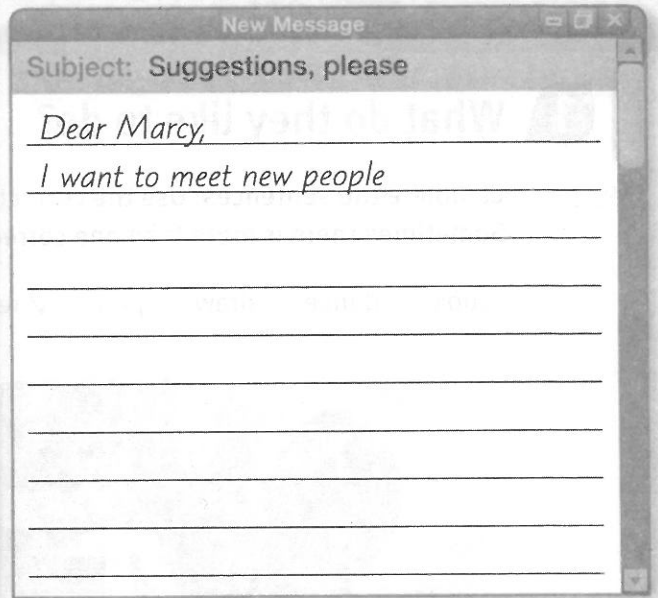 New Message
Subject: Suggestions, please
Dear Marcy,
I want to meet new people